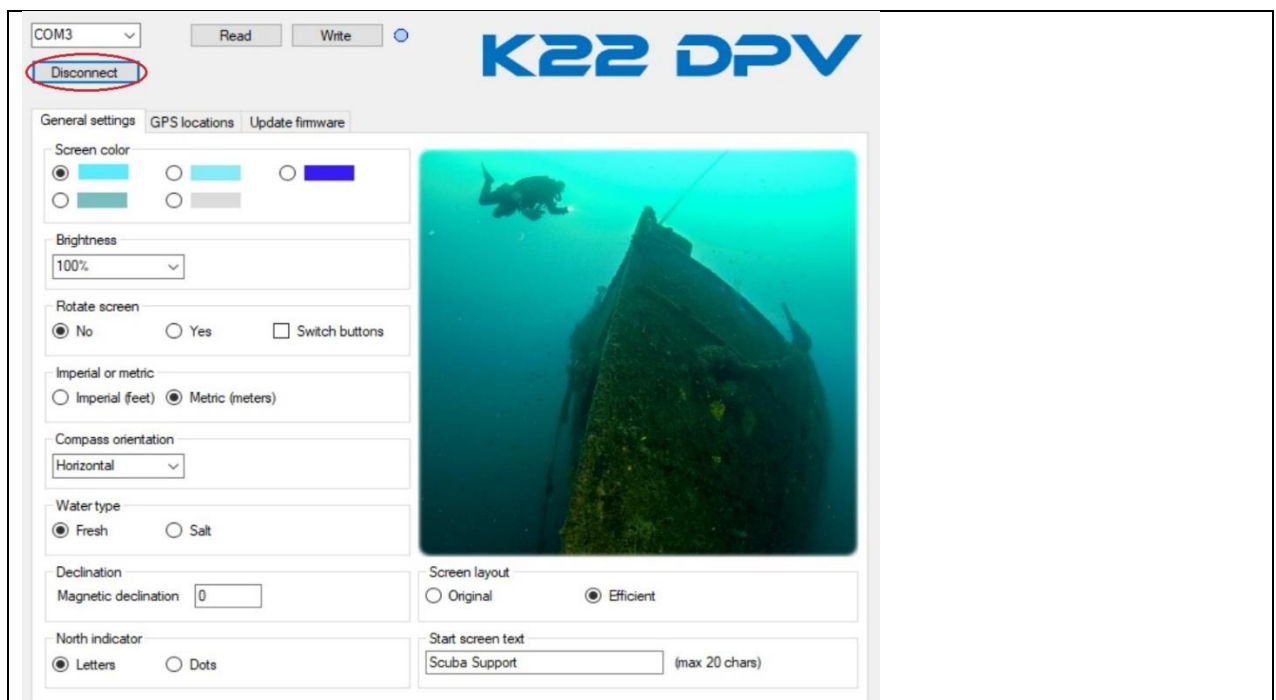 COM3 Read Write
K22 DPV
Disconnect
General settings GPS locations Update firmware
Screen color
Brightness
100%
Rotate screen
No Yes Switch buttons
Imperial or metric
Imperial (feet) Metric (meters)
Compass orientation
Horizontal
Water type
Fresh Salt
Declination
Magnetic declination 0
Screen layout
Original Efficient
North indicator
Letters Dots
Start screen text
Scuba Support (max 20 chars)